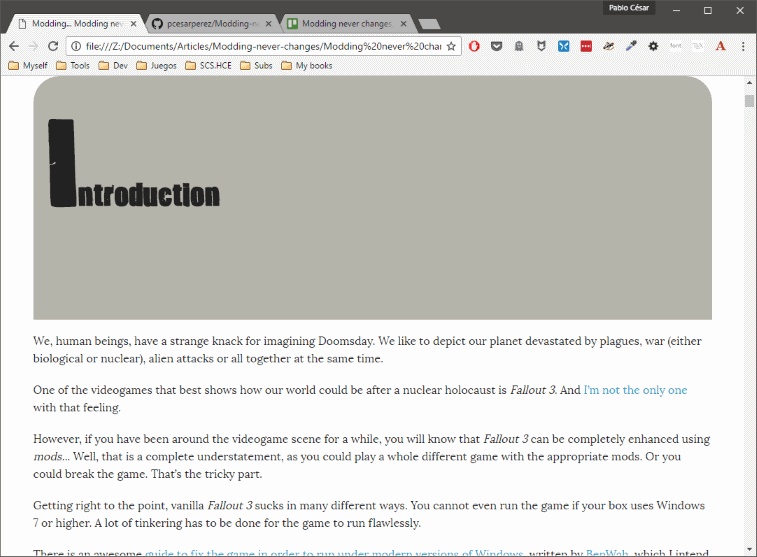 Pablo César
Modding... Modding nev
pcesarperez/Modding-n
Modding never changes
file:///Z:/Documents/Articles/Modding-never-changes/Modding%20never%20chan
Myself Tools Dev Juegos SCS.HCE Subs My books
Introduction
We, human beings, have a strange knack for imagining Doomsday. We like to depict our planet devastated by plagues, war (either
biological or nuclear), alien attacks or all together at the same time.
One of the videogames that best shows how our world could be after a nuclear holocaust is Fallout 3. And I'm not the only one
with that feeling.
However, if you have been around the videogame scene for a while, you will know that Fallout 3 can be completely enhanced using
mods... Well, that is a complete understatement, as you could play a whole different game with the appropriate mods. Or you
could break the game. That's the tricky part.
Getting right to the point, vanilla Fallout 3 sucks in many different ways. You cannot even run the game if your box uses Windows
7 or higher. A lot of tinkering has to be done for the game to run flawlessly.
There is an awesome guide to fix the game in order to run under modern versions of Windows, written by BenWah, which I intend